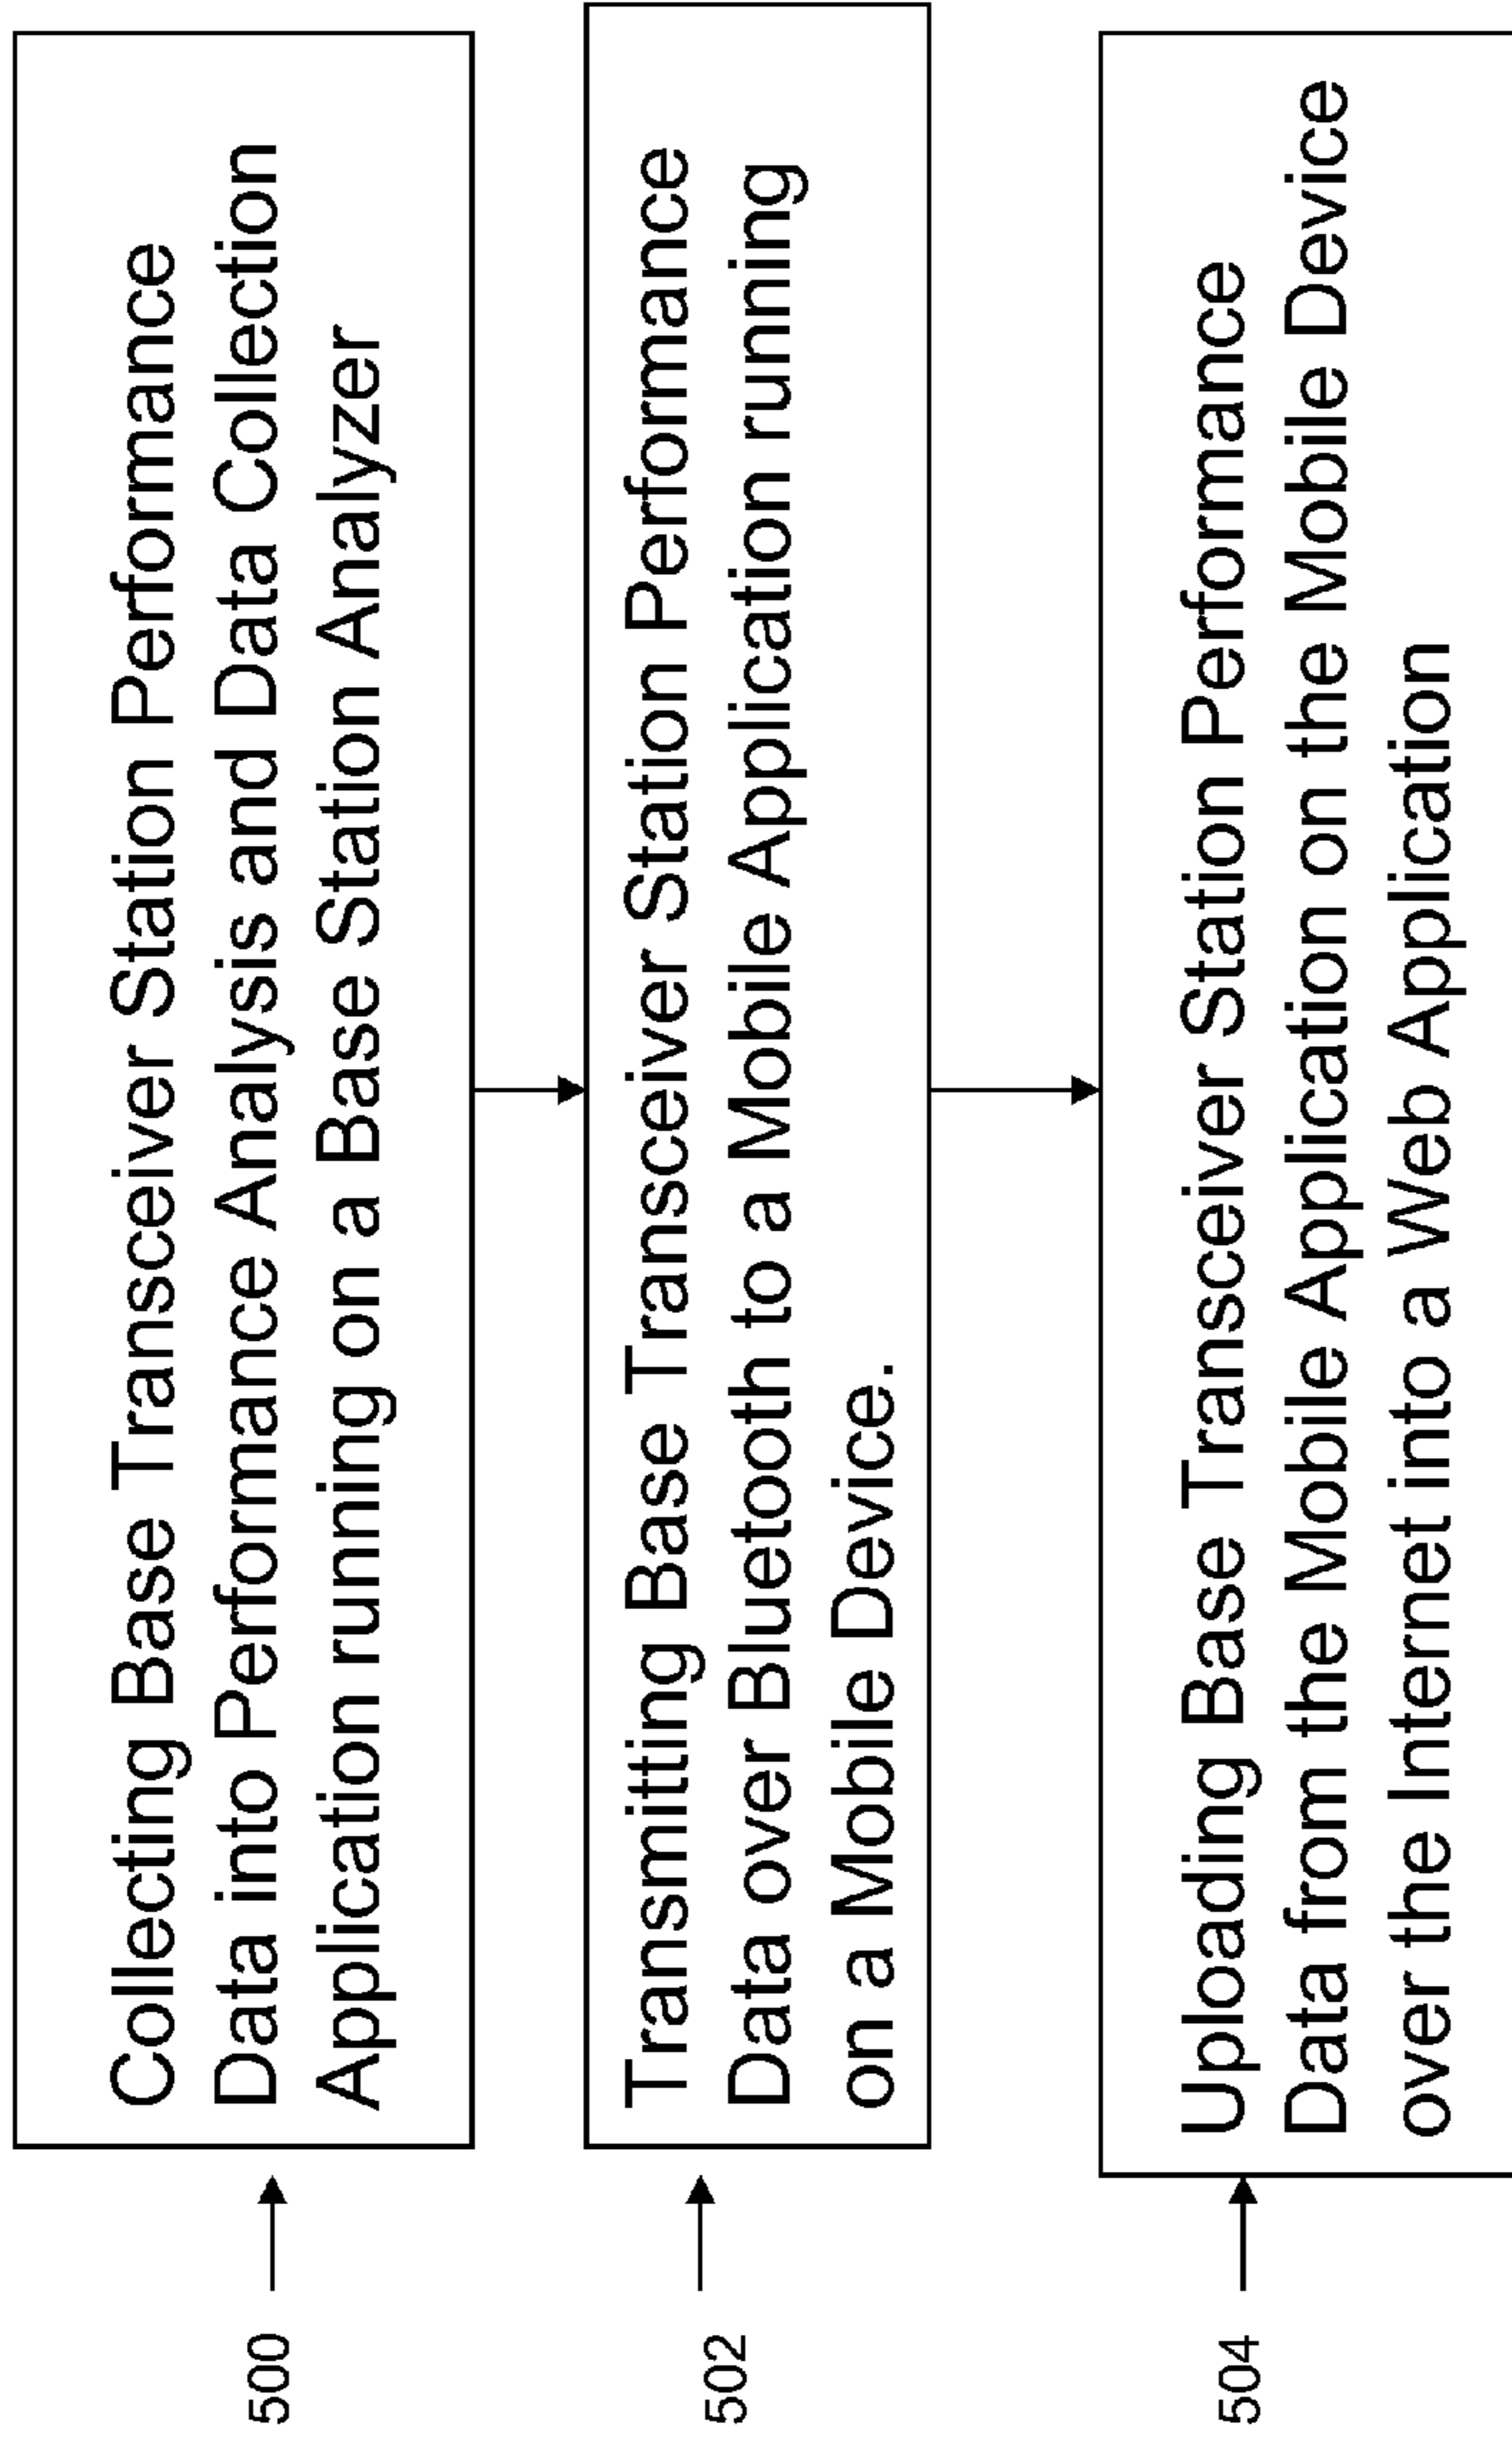 500
Collecting Base Transceiver Station Performance
Data into Performance Analysis and Data Collection
Application running on a Base Station Analyzer
502
Transmitting Base Transceiver Station Performance
Data over Bluetooth to a Mobile Application running
on a Mobile Device.
504
Uploading Base Transceiver Station Performance
Data from the Mobile Application on the Mobile Device
over the Internet into a Web Application